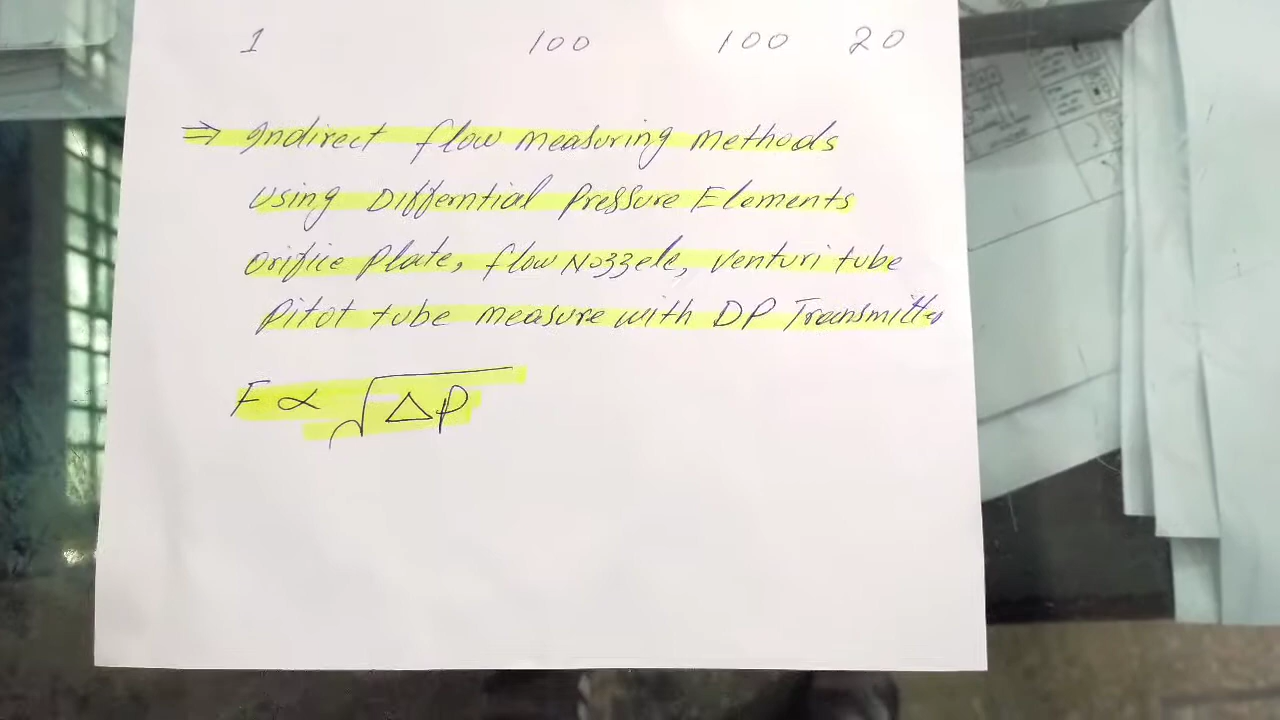 1 100 100 20
⇒ Indirect flow measuring methods
Using Differntial Pressure Elements
Orifice Plate, flow Nozzele, Venturi tube
Pitot tube measure with DP Transmitter
F ∝ √ΔP